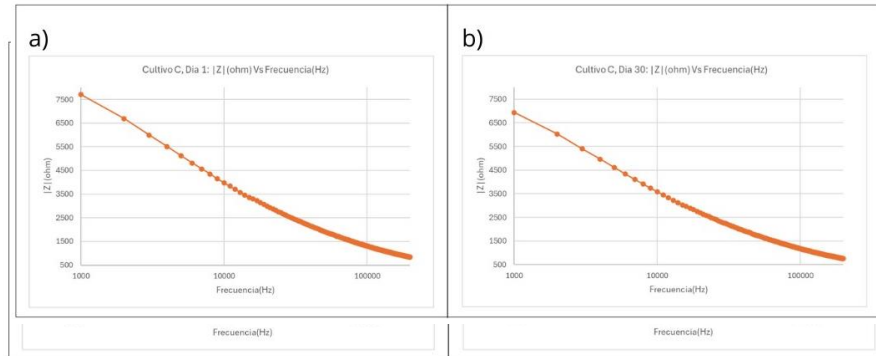 a)
Cultivo C, Dia 1: |Z|(ohm) Vs Frecuencia(Hz)
|Z|(ohm)
7500
6500
5500
4500
3500
2500
1500
500
1000
10000
100000
Frecuencia(Hz)
Frecuencia(Hz)
b)
Cultivo C, Dia 30: |Z|(ohm) Vs Frecuencia(Hz)
|Z|(ohm)
7500
6500
5500
4500
3500
2500
1500
500
1000
10000
100000
Frecuencia(Hz)
Frecuencia(Hz)